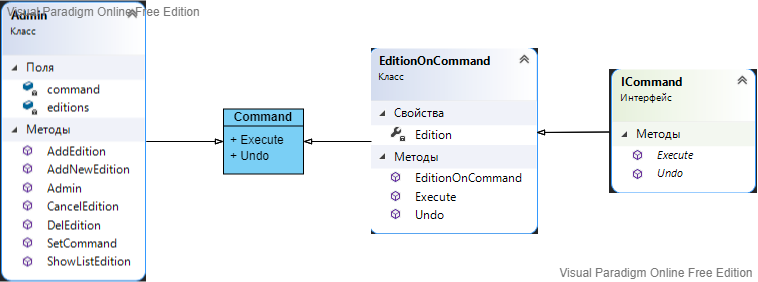 Visual Paradigm Online Free Edition
Admin
Класс
Поля
command
editions
Методы
AddEdition
AddNewEdition
Admin
CancelEdition
DelEdition
SetCommand
ShowListEdition
Command
+ Execute
+ Undo
EditionOnCommand
Класс
Свойства
Edition
Методы
EditionOnCommand
Execute
Undo
ICommand
Интерфейс
Методы
Execute
Undo
Visual Paradigm Online Free Edition